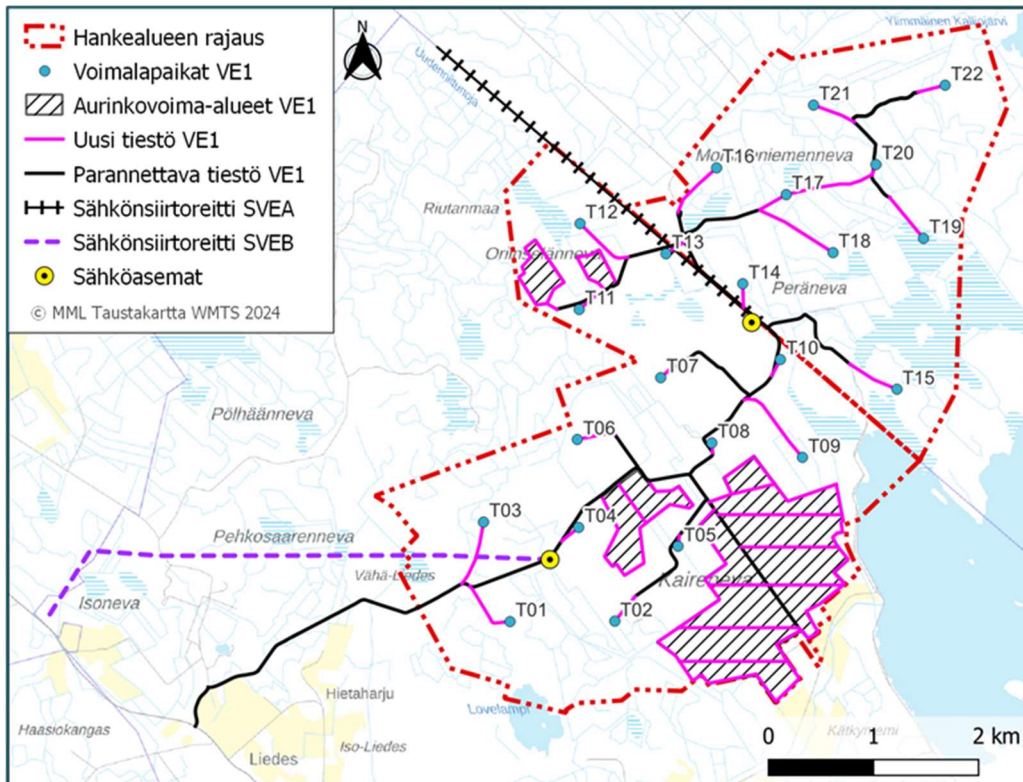 Hankealueen rajaus
Voimalapaikat VE1
Aurinkovoima-alueet VE1
Uusi tiestö VE1
Parannettava tiestö VE1
Sähkönsiirtoreitti SVEA
Sähkönsiirtoreitti SVEB
Sähköasemat
© MML Taustakartta WMTS 2024
N
Ylimmäinen Kalliojärvi
T22
T21
T16
T20
T17
Riutanmaa
T12
T19
T13
T18
T14
Peräneva
T11
T10
T07
T15
Pölhäänneva
T06
T08
T09
T03
T04
Pehkosaarenneva
T05
Vähä-Liedes
Kaireneva
Isoneva
T01
T02
Hietaharju
Lovelampi
Haasiokangas
Iso-Liedes
Liedes
Kätkyniemi
0 1 2 km